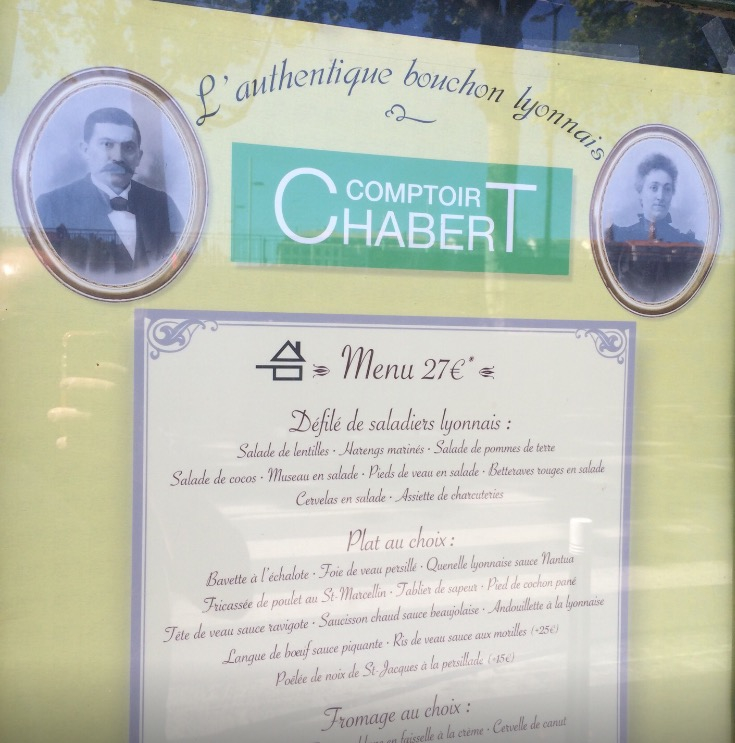 L'authentique bouchon lyonnais
COMPTOIR
CHABERT
Menu 27€*
Défilé de saladiers lyonnais :
Salade de lentilles · Harengs marinés · Salade de pommes de terre
Salade de cocos · Museau en salade · Pieds de veau en salade · Betteraves rouges en salade
Cervelas en salade · Assiette de charcuteries
Plat au choix :
Bavette à l'échalote · Foie de veau persillé · Quenelle lyonnaise sauce Nantua
Fricassée de poulet au St-Marcellin · Tablier de sapeur · Pied de cochon pané
Tête de veau sauce ravigote · Saucisson chaud sauce beaujolaise · Andouillette à la lyonnaise
Langue de bœuf sauce piquante · Ris de veau sauce aux morilles (+25€)
Poêlée de noix de St-Jacques à la persillade (+15€)
Fromage au choix :
en faisselle à la crème · Cervelle de canut